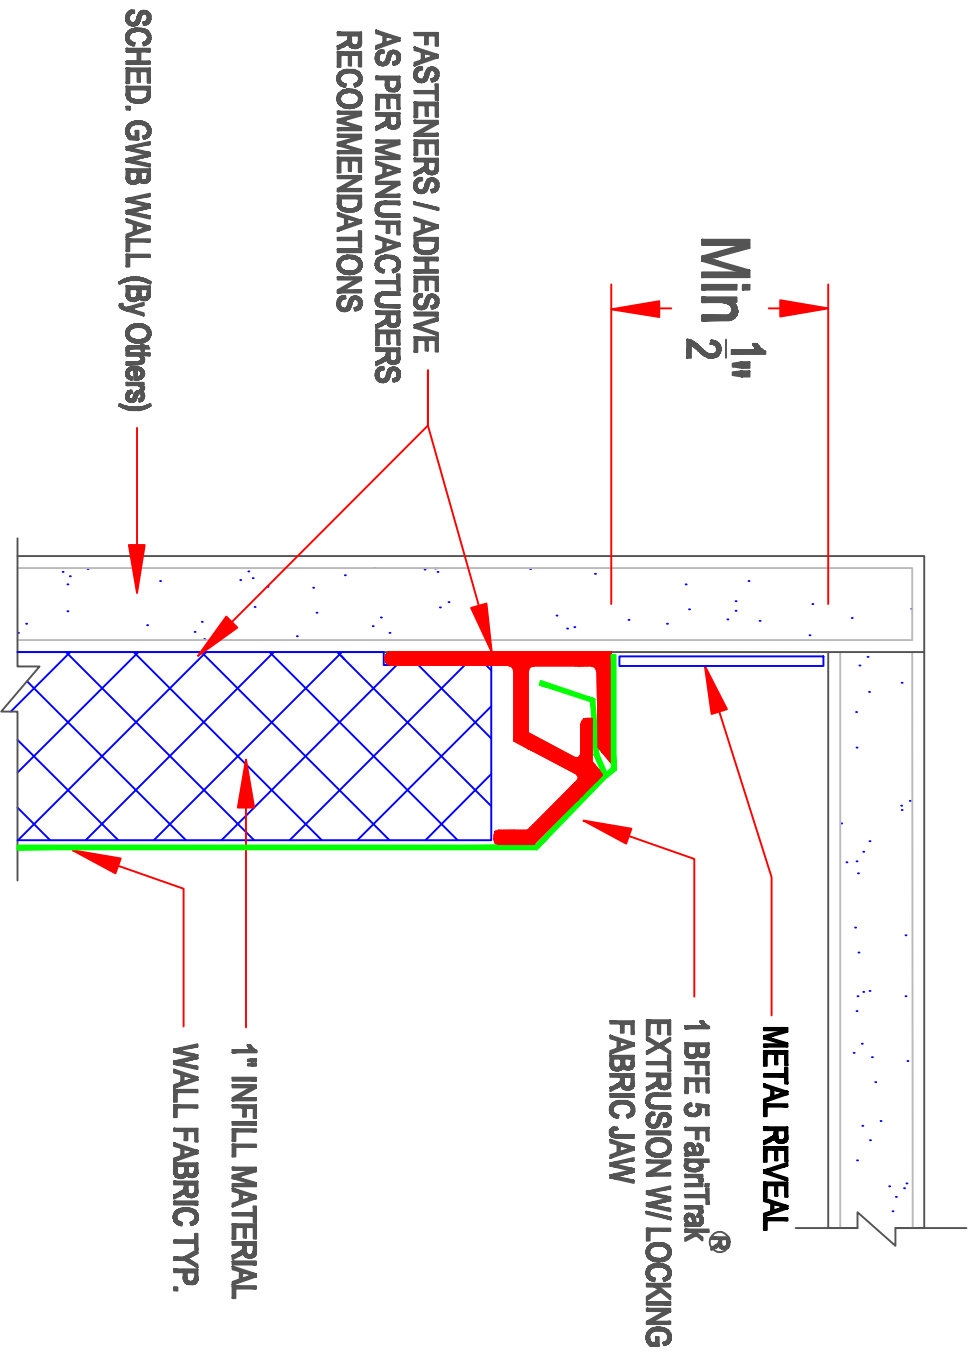 SCHED. GWB WALL (By Others)
FASTENERS / ADHESIVE
AS PER MANUFACTURERS
RECOMMENDATIONS
Min 1/2"
METAL REVEAL
1 BFE 5 FabriTrak®
EXTRUSION W/ LOCKING
FABRIC JAW
1" INFILL MATERIAL
WALL FABRIC TYP.